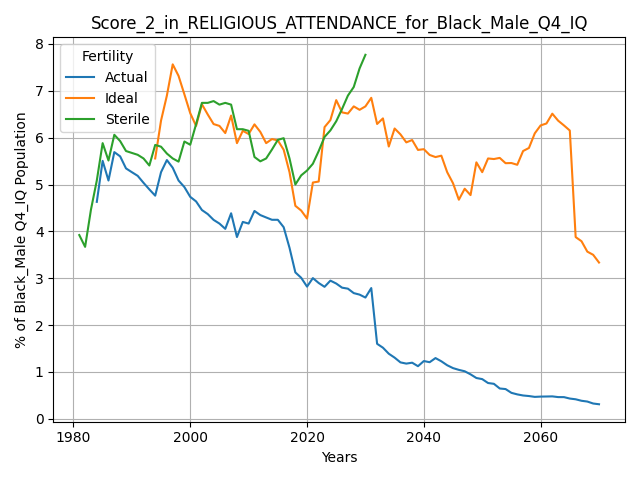 Score_2_in_RELIGIOUS_ATTENDANCE_for_Black_Male_Q4_IQ
Fertility
Actual
Ideal
Sterile
% of Black_Male Q4_IQ Population
8
7
6
5
4
3
2
1
0
1980 2000 2020 2040 2060
Years